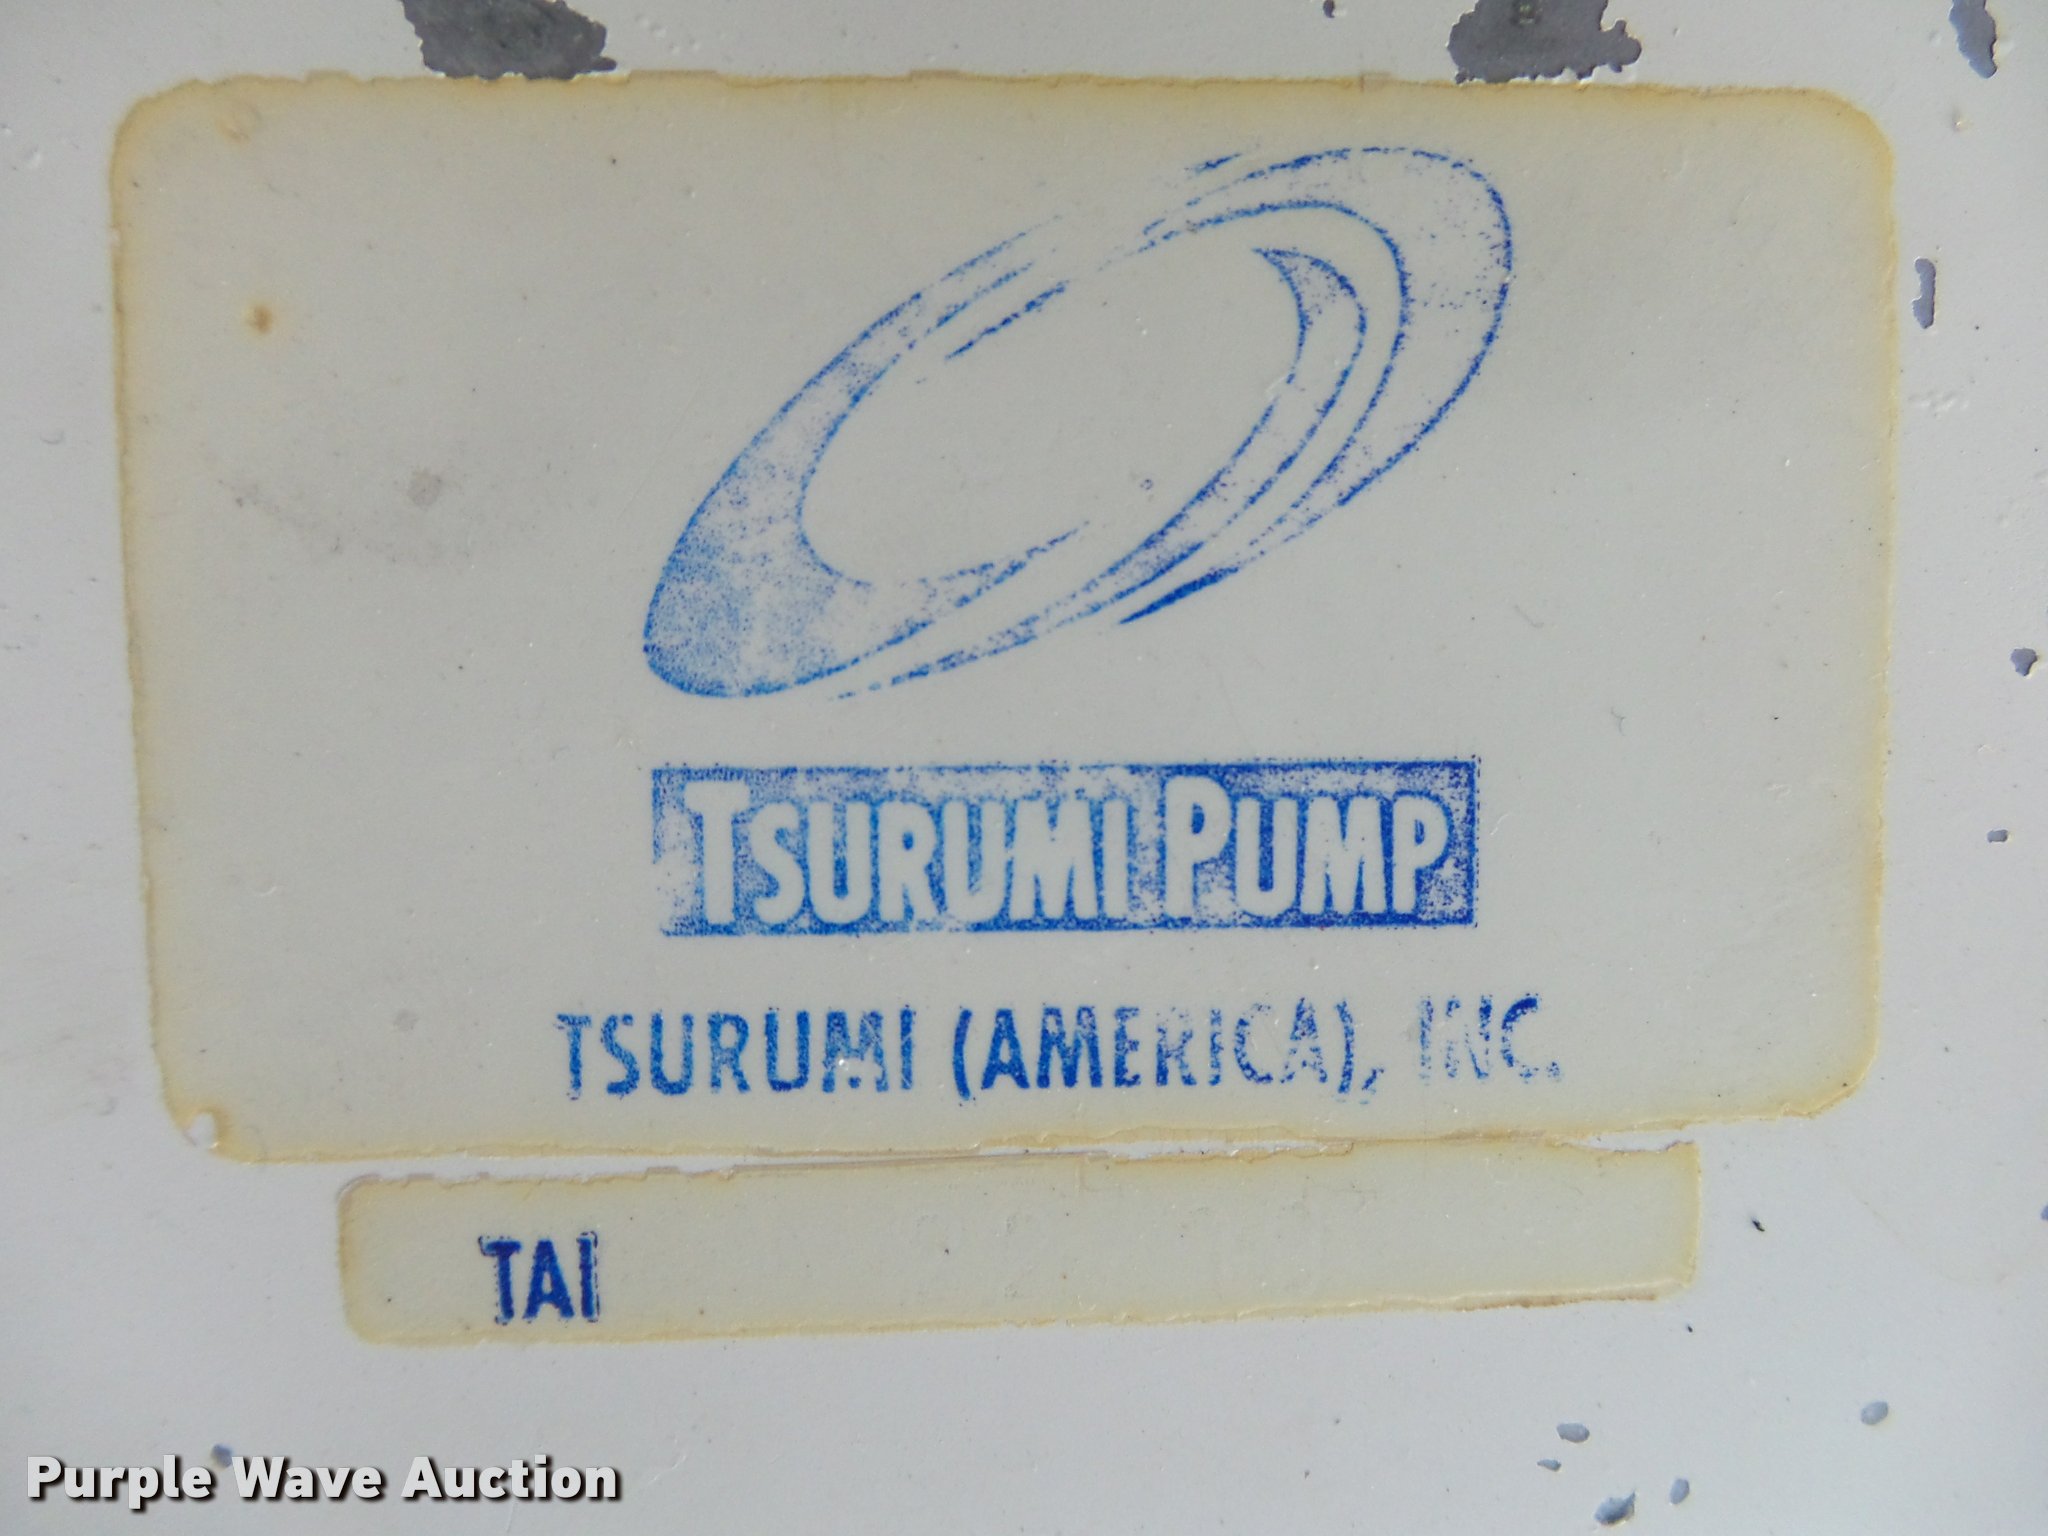 TSURUMI PUMP
TSURUMI (AMERICA), INC.
TAI
Purple Wave Auction